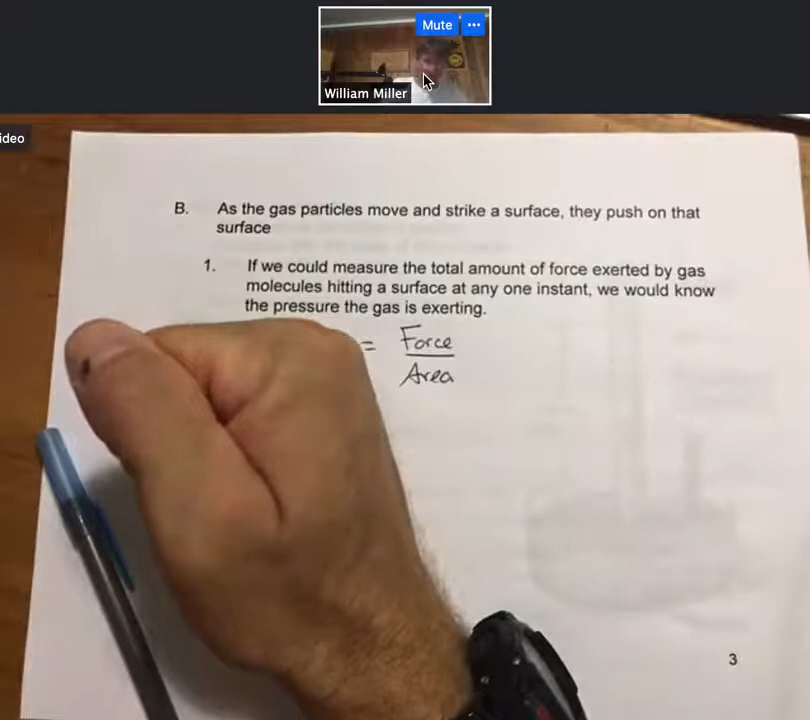 Mute
William Miller
ideo
B. As the gas particles move and strike a surface, they push on that
surface
1. If we could measure the total amount of force exerted by gas
molecules hitting a surface at any one instant, we would know
the pressure the gas is exerting.
= Force
Area
3